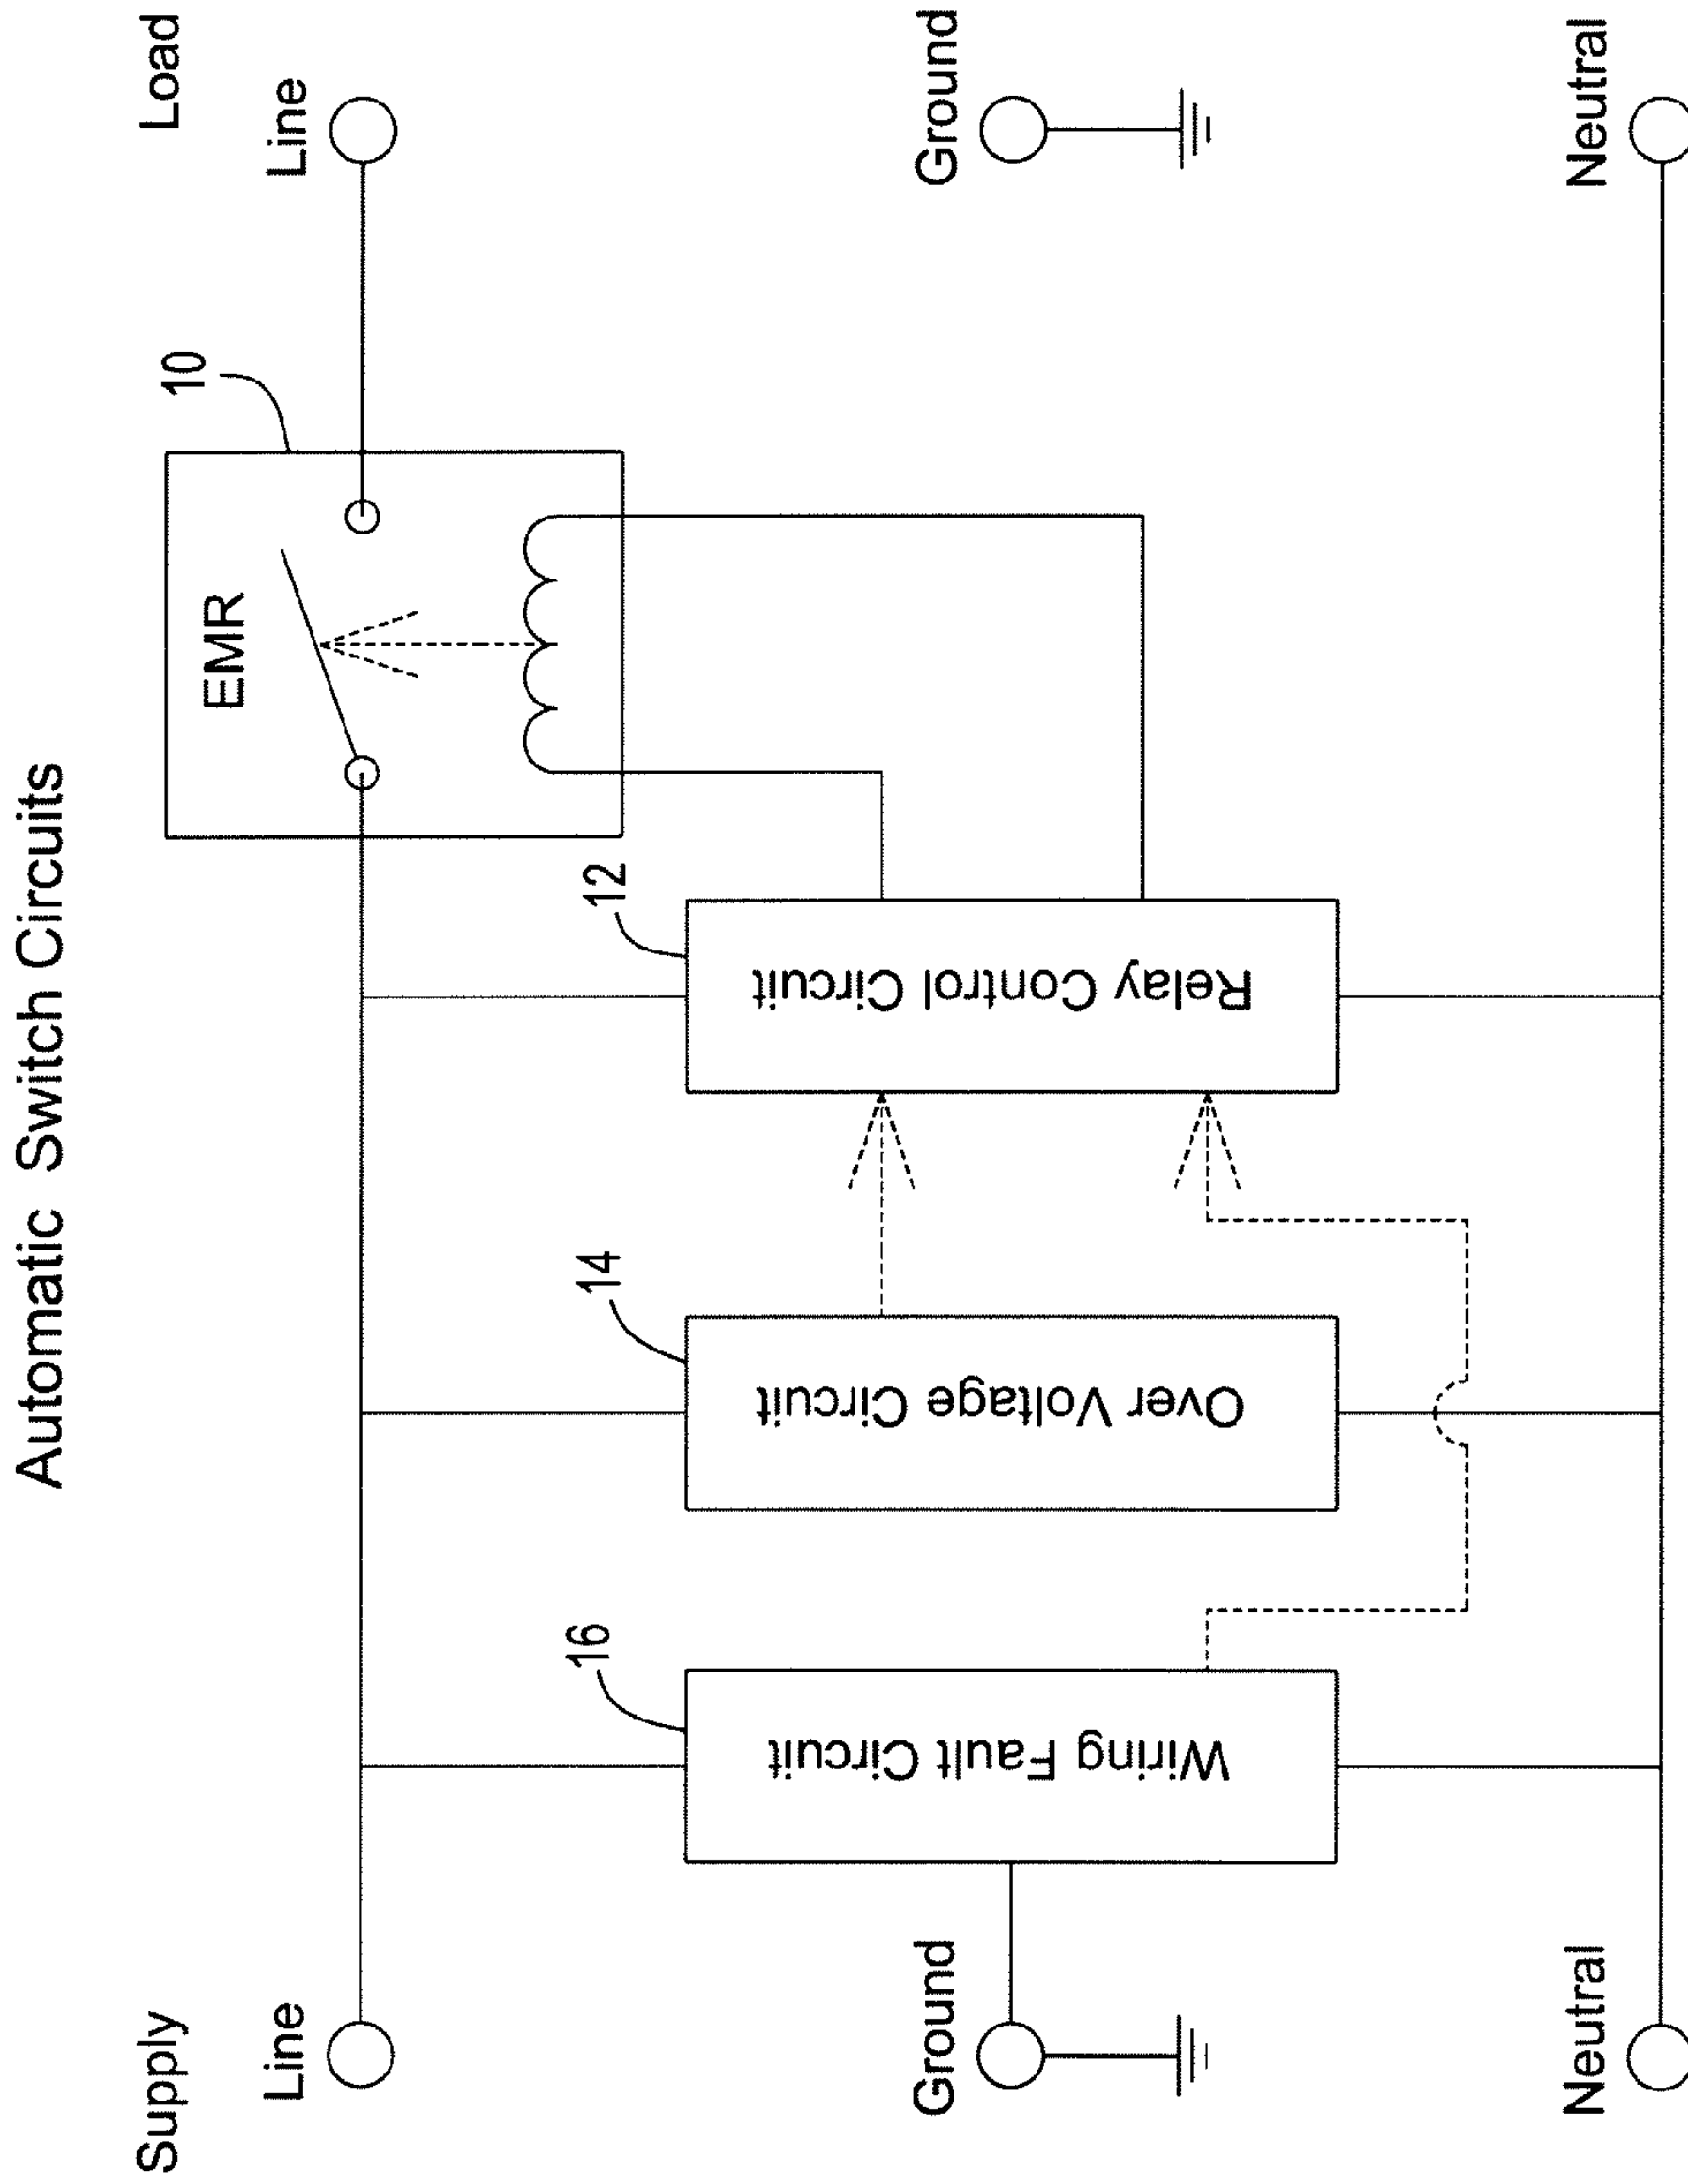 Automatic Switch Circuits
Supply
Load
Line
Line
10
EMR
16
14
12
Wiring Fault Circuit
Over Voltage Circuit
Relay Control Circuit
Ground
Ground
Neutral
Neutral